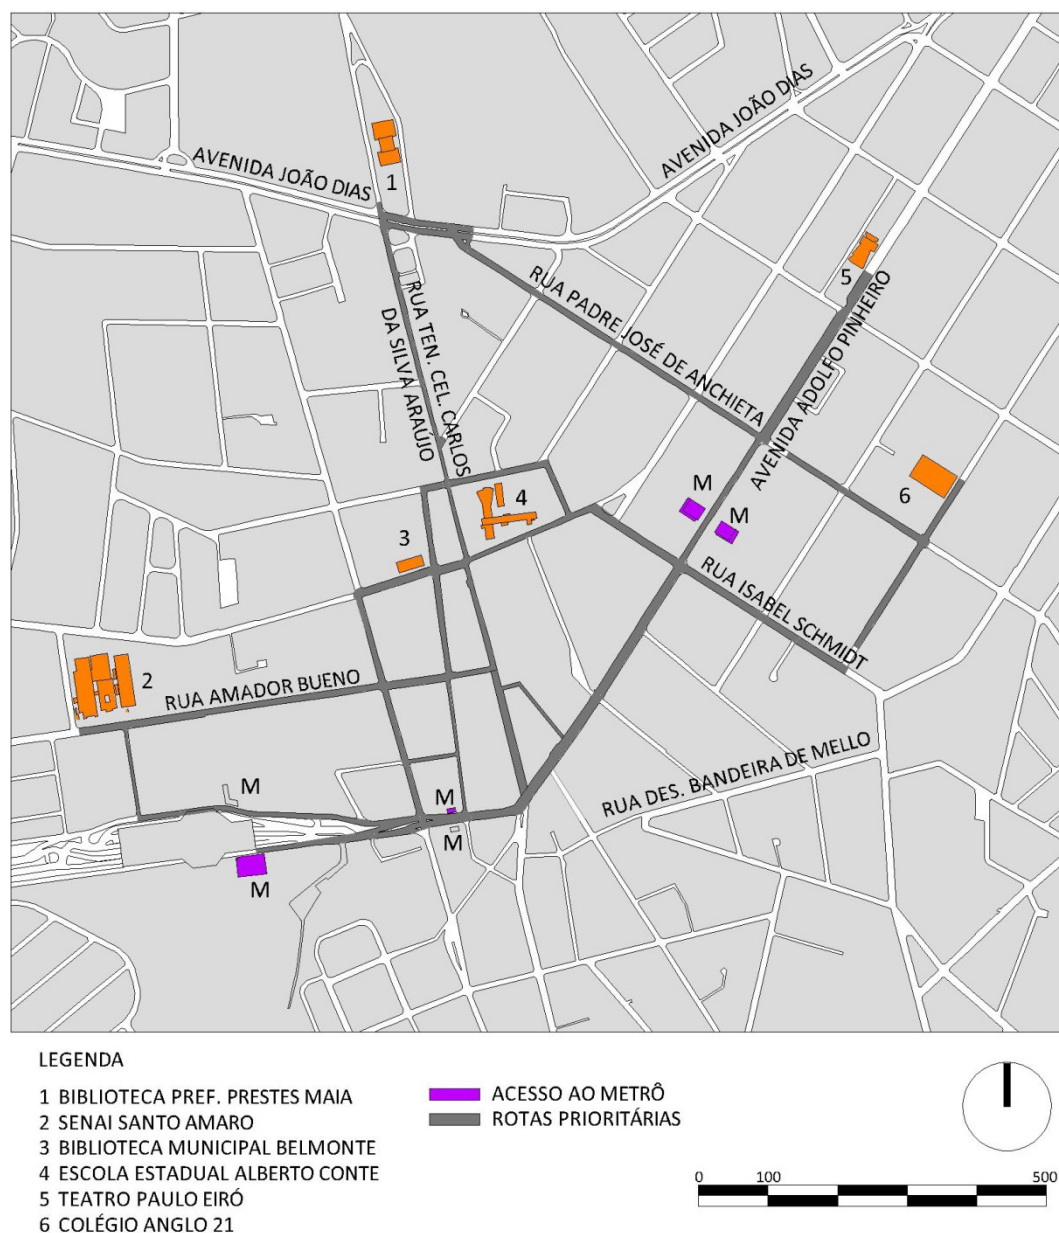 AVENIDA JOÃO DIAS
AVENIDA JOÃO DIAS
1
RUA PADRE JOSÉ DE ANCHIETA
5
AVENIDA ADOLFO PINHEIRO
RUA TEN. CEL. CARLOS
DA SILVA ARAÚJO
M
M
6
4
3
RUA ISABEL SCHMIDT
2
RUA AMADOR BUENO
RUA DES. BANDEIRA DE MELLO
M
M
M
M
LEGENDA
1 BIBLIOTECA PREF. PRESTES MAIA
2 SENAI SANTO AMARO
3 BIBLIOTECA MUNICIPAL BELMONTE
4 ESCOLA ESTADUAL ALBERTO CONTE
5 TEATRO PAULO EIRÓ
6 COLÉGIO ANGLO 21
ACESSO AO METRÔ
ROTAS PRIORITÁRIAS
0 100 500